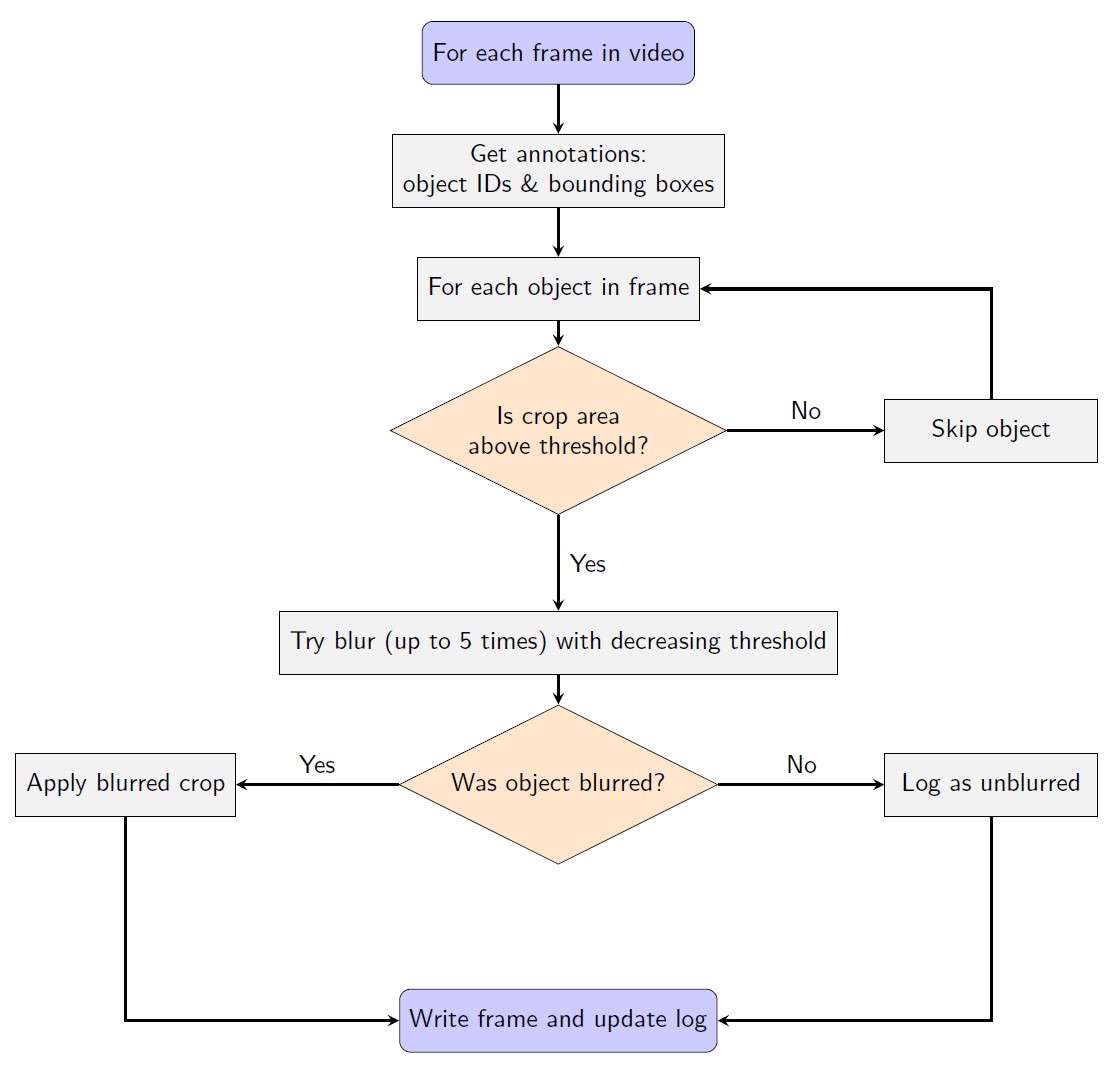 For each frame in video
Get annotations:
object IDs & bounding boxes
For each object in frame
Is crop area
above threshold?
No
Skip object
Yes
Try blur (up to 5 times) with decreasing threshold
Apply blurred crop
Yes
Was object blurred?
No
Log as unblurred
Write frame and update log